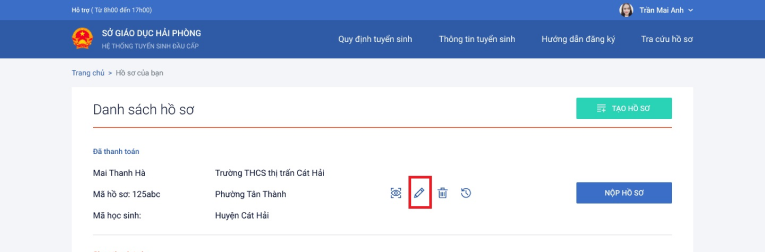 Hỗ trợ ( Từ 8h00 đến 17h00)
Trần Mai Anh
SỞ GIÁO DỤC HẢI PHÒNG
HỆ THỐNG TUYỂN SINH ĐẦU CẤP
Quy định tuyển sinh Thông tin tuyển sinh Hướng dẫn đăng ký Tra cứu hồ sơ
Trang chủ > Hồ sơ của bạn
Danh sách hồ sơ
TẠO HỒ SƠ
Đã thanh toán
Mai Thanh Hà Trường THCS thị trấn Cát Hải
Mã hồ sơ: 125abc Phường Tân Thành
NỘP HỒ SƠ
Mã học sinh: Huyện Cát Hải